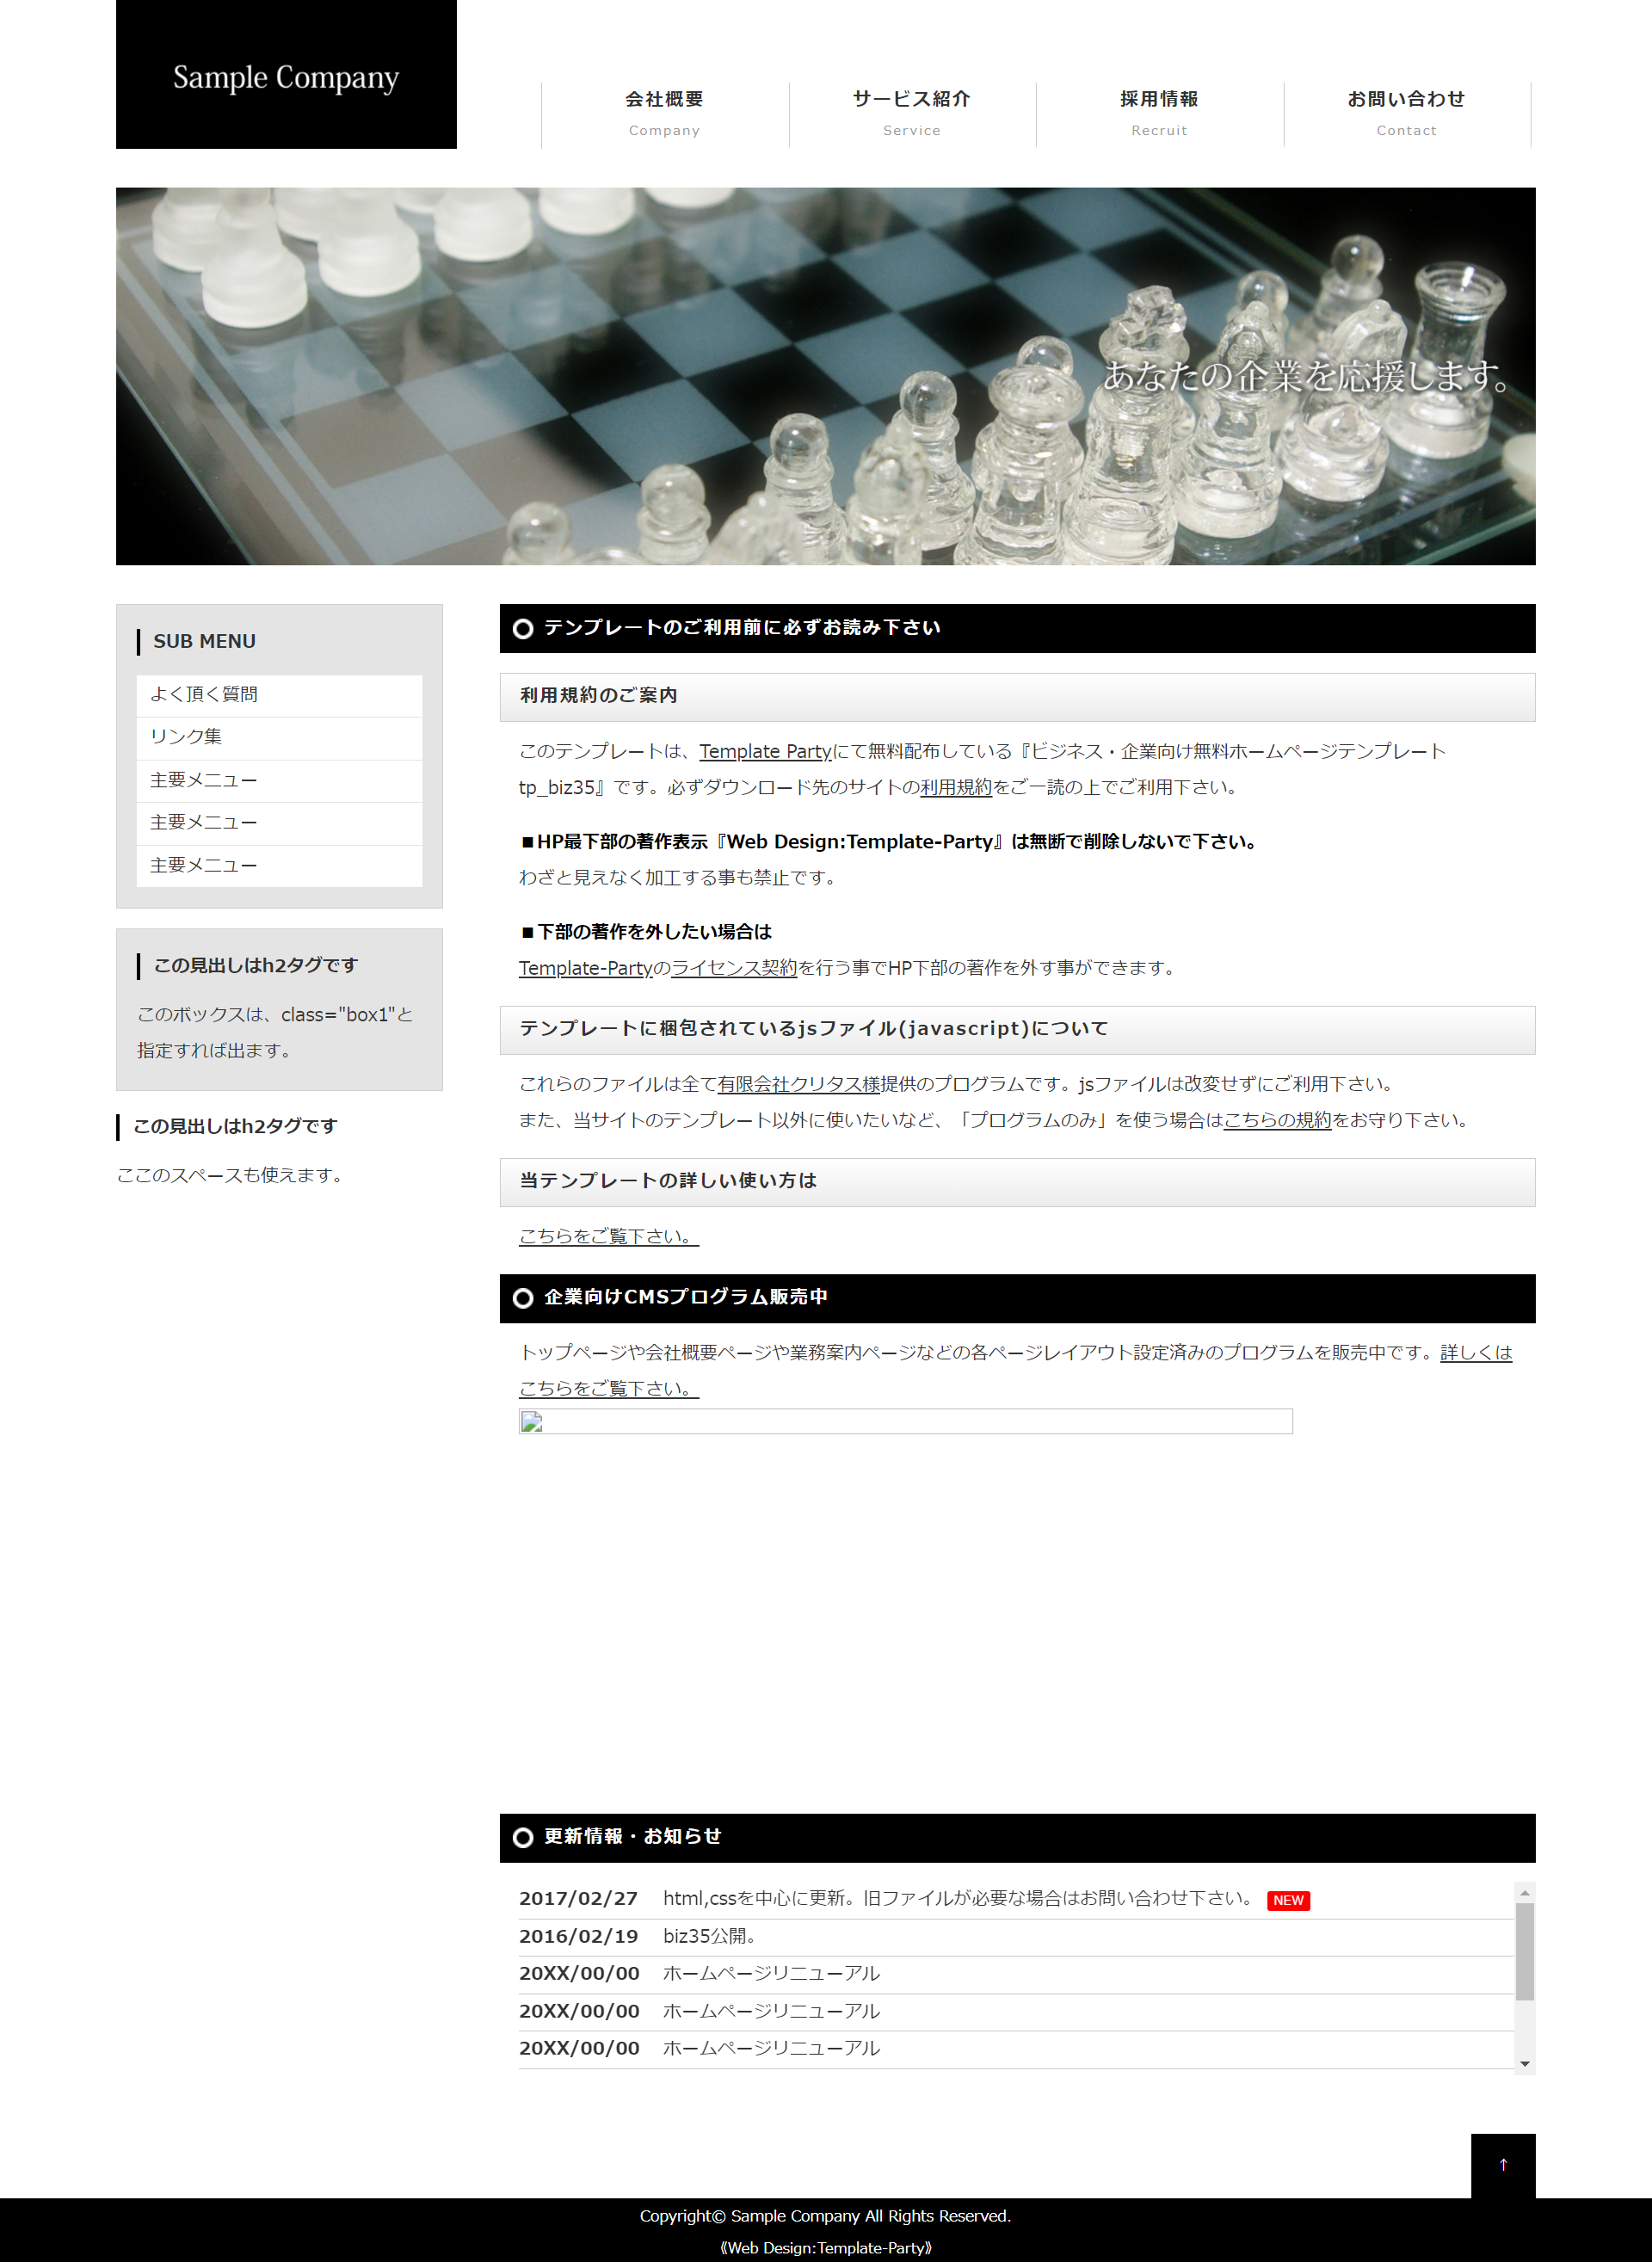 Sample Company
会社概要
Company
サービス紹介
Service
採用情報
Recruit
お問い合わせ
Contact
あなたの企業を応援します。
SUB MENU
よく頂く質問
リンク集
主要メニュー
主要メニュー
主要メニュー
この見出しはh2タグです
このボックスは、class="box1"と
指定すれば出ます。
この見出しはh2タグです
ここのスペースも使えます。
テンプレートのご利用前に必ずお読み下さい
利用規約のご案内
このテンプレートは、Template Partyにて無料配布している『ビジネス・企業向け無料ホームページテンプレート
tp_biz35』です。必ずダウンロード先のサイトの利用規約をご一読の上でご利用下さい。
■HP最下部の著作表示『Web Design:Template-Party』は無断で削除しないで下さい。
わざと見えなく加工する事も禁止です。
■下部の著作を外したい場合は
Template-Partyのライセンス契約を行う事でHP下部の著作を外す事ができます。
テンプレートに梱包されているjsファイル(javascript)について
これらのファイルは全て有限会社クリタス様提供のプログラムです。jsファイルは改変せずにご利用下さい。
また、当サイトのテンプレート以外に使いたいなど、「プログラムのみ」を使う場合はこちらの規約をお守り下さい。
当テンプレートの詳しい使い方は
こちらをご覧下さい。
企業向けCMSプログラム販売中
トップページや会社概要ページや業務案内ページなどの各ページレイアウト設定済みのプログラムを販売中です。詳しくは
こちらをご覧下さい。
更新情報・お知らせ
2017/02/27 html,cssを中心に更新。旧ファイルが必要な場合はお問い合わせ下さい。 NEW
2016/02/19 biz35公開。
20XX/00/00 ホームページリニューアル
20XX/00/00 ホームページリニューアル
20XX/00/00 ホームページリニューアル
↑
Copyright© Sample Company All Rights Reserved.
《Web Design:Template-Party》